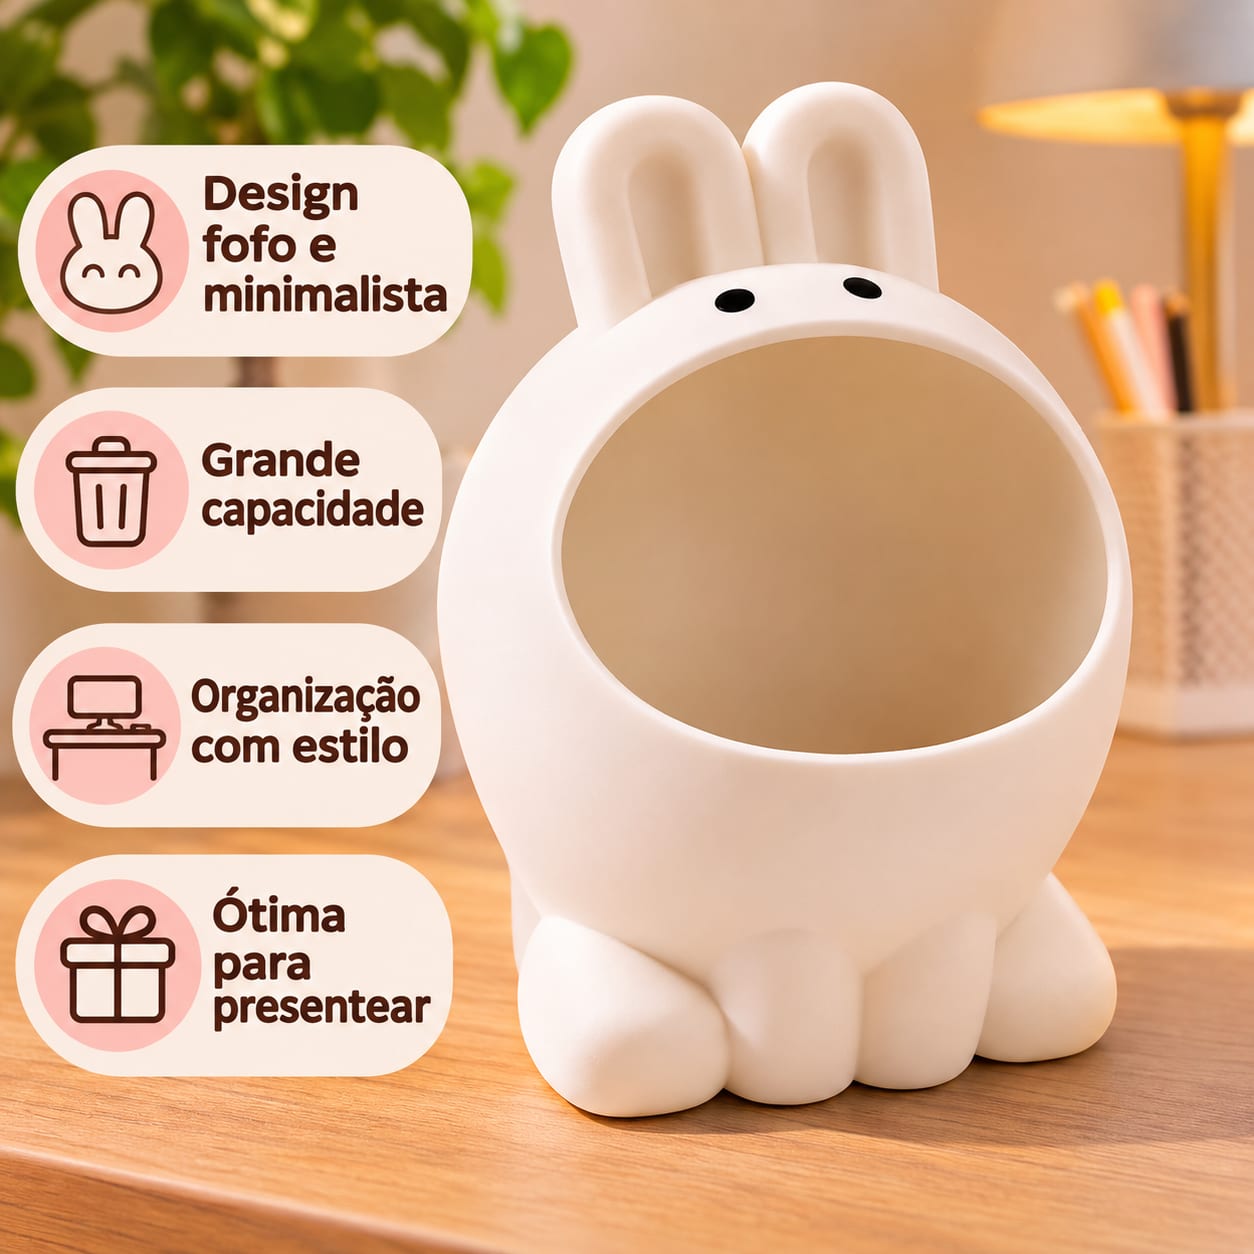 Design
fofo e
minimalista
Grande
capacidade
Organização
com estilo
Ótima
para
presentear